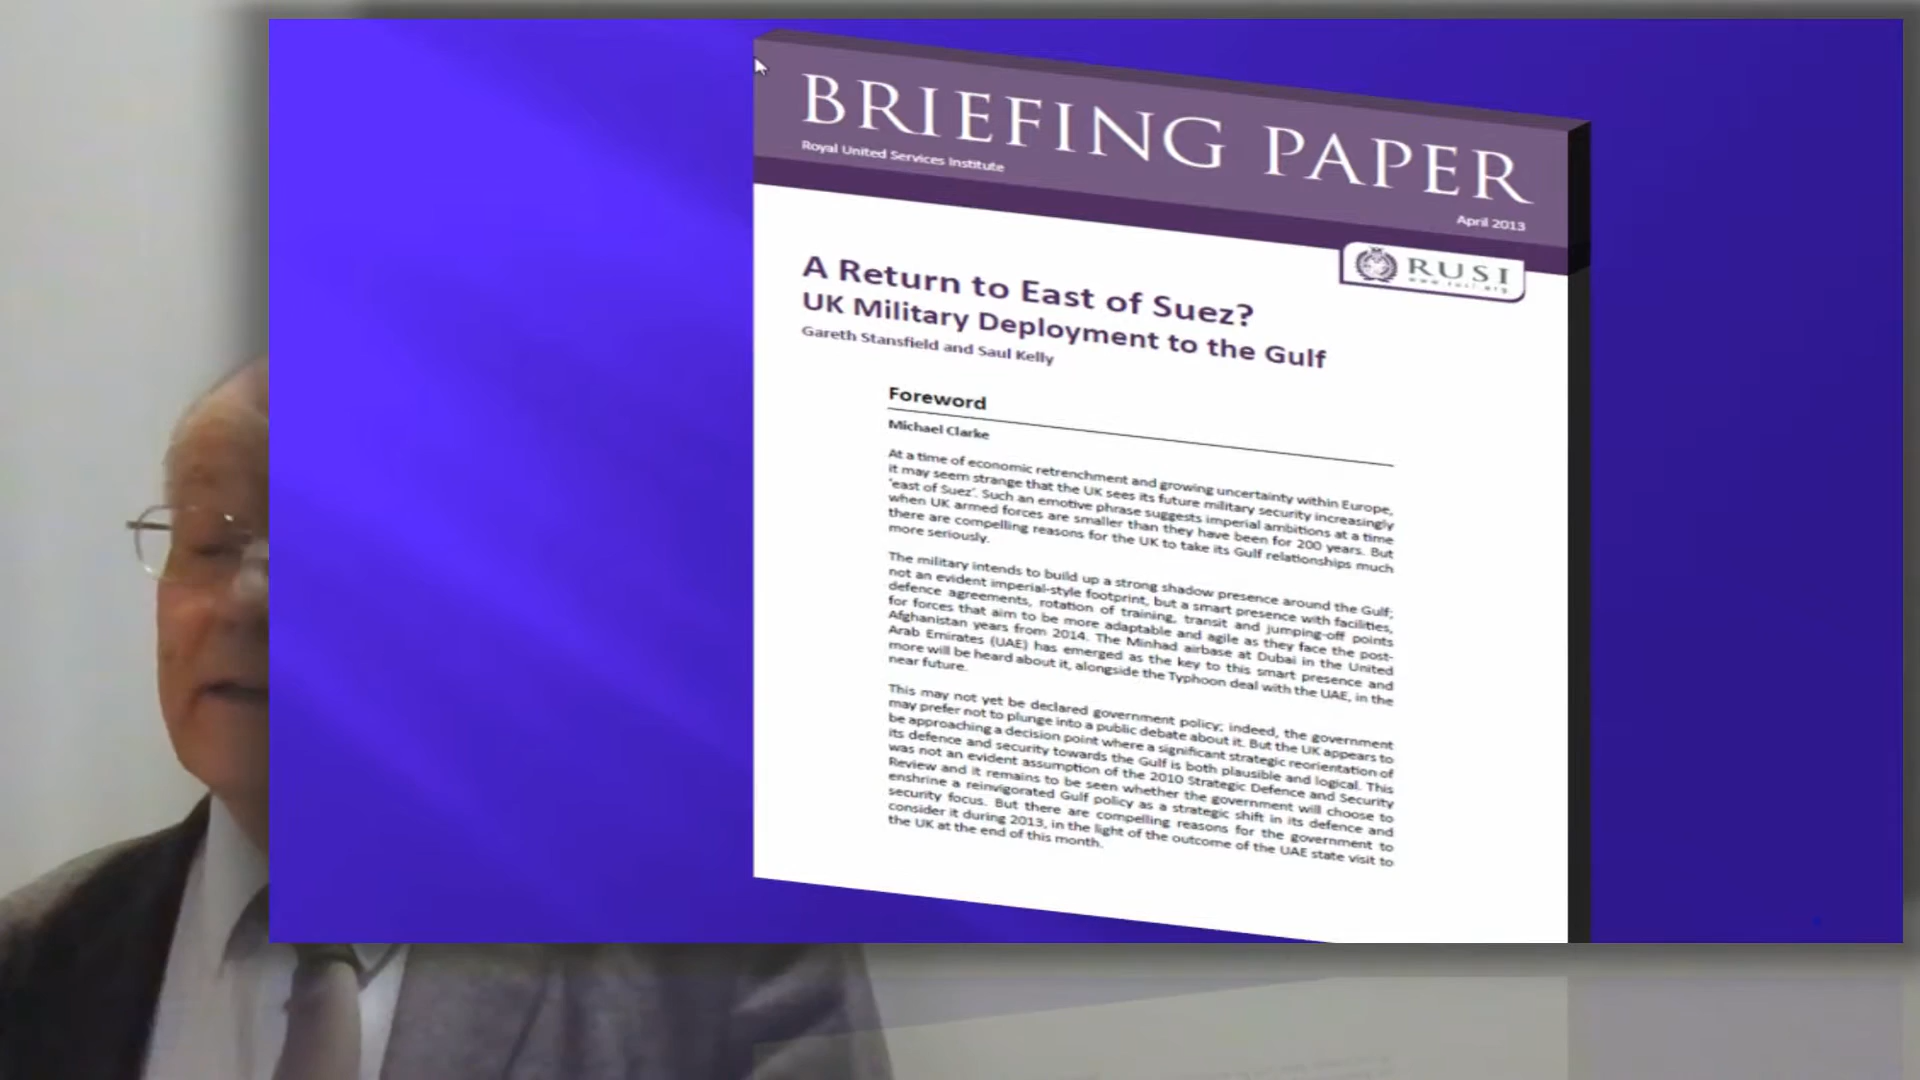 BRIEFING PAPER
Royal United Services Institute
April 2013
RUSI
www.rusi.org
A Return to East of Suez?
UK Military Deployment to the Gulf
Gareth Stansfield and Saul Kelly
Foreword
Michael Clarke
At a time of economic retrenchment and growing uncertainty within Europe,
it may seem strange that the UK sees its future military security increasingly
‘east of Suez’. Such an emotive phrase suggests imperial ambitions at a time
when UK armed forces are smaller than they have been for 200 years. But
there are compelling reasons for the UK to take its Gulf relationships much
more seriously.
The military intends to build up a strong shadow presence around the Gulf;
not an evident imperial-style footprint, but a smart presence with facilities,
defence agreements, rotation of training, transit and jumping-off points
for forces that aim to be more adaptable and agile as they face the post-
Afghanistan years from 2014. The Minhad airbase at Dubai in the United
Arab Emirates (UAE) has emerged as the key to this smart presence and
more will be heard about it, alongside the Typhoon deal with the UAE, in the
near future.
This may not yet be declared government policy; indeed, the government
may prefer not to plunge into a public debate about it. But the UK appears to
be approaching a decision point where a significant strategic reorientation of
its defence and security towards the Gulf is both plausible and logical. This
was not an evident assumption of the 2010 Strategic Defence and Security
Review and it remains to be seen whether the government will choose to
enshrine a reinvigorated Gulf policy as a strategic shift in its defence and
security focus. But there are compelling reasons for the government to
consider it during 2013, in the light of the outcome of the UAE state visit to
the UK at the end of this month.